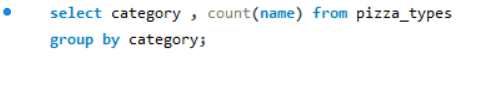 select category , count(name) from pizza_types
group by category;